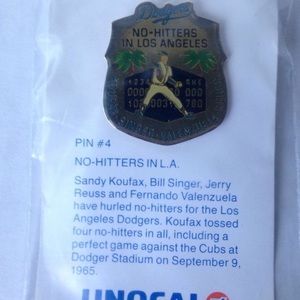 Dodgers
NO-HITTERS
IN LOS ANGELES
SINGER · VALENZUELA
PIN #4
NO-HITTERS IN L.A.
Sandy Koufax, Bill Singer, Jerry
Reuss and Fernando Valenzuela
have hurled no-hitters for the Los
Angeles Dodgers. Koufax tossed
four no-hitters in all, including a
perfect game against the Cubs at
Dodger Stadium on September 9,
1965.
UNOCAL